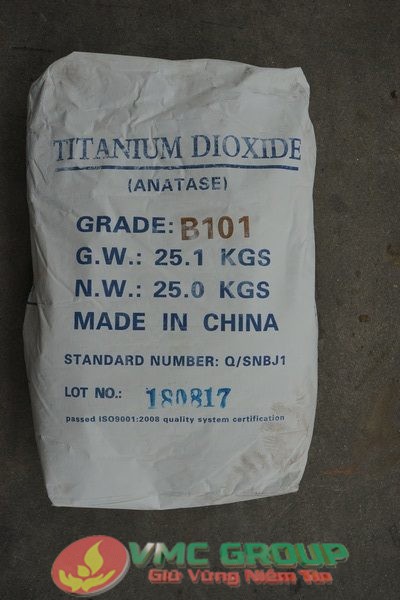 TITANIUM DIOXIDE
(ANATASE)
GRADE: B101
G.W.: 25.1 KGS
N.W.: 25.0 KGS
MADE IN CHINA
STANDARD NUMBER: Q/SNBJ1
LOT NO.: 180817
passed ISO9001:2008 quality system certification
VMC GROUP
Giữ Vững Niềm Tin